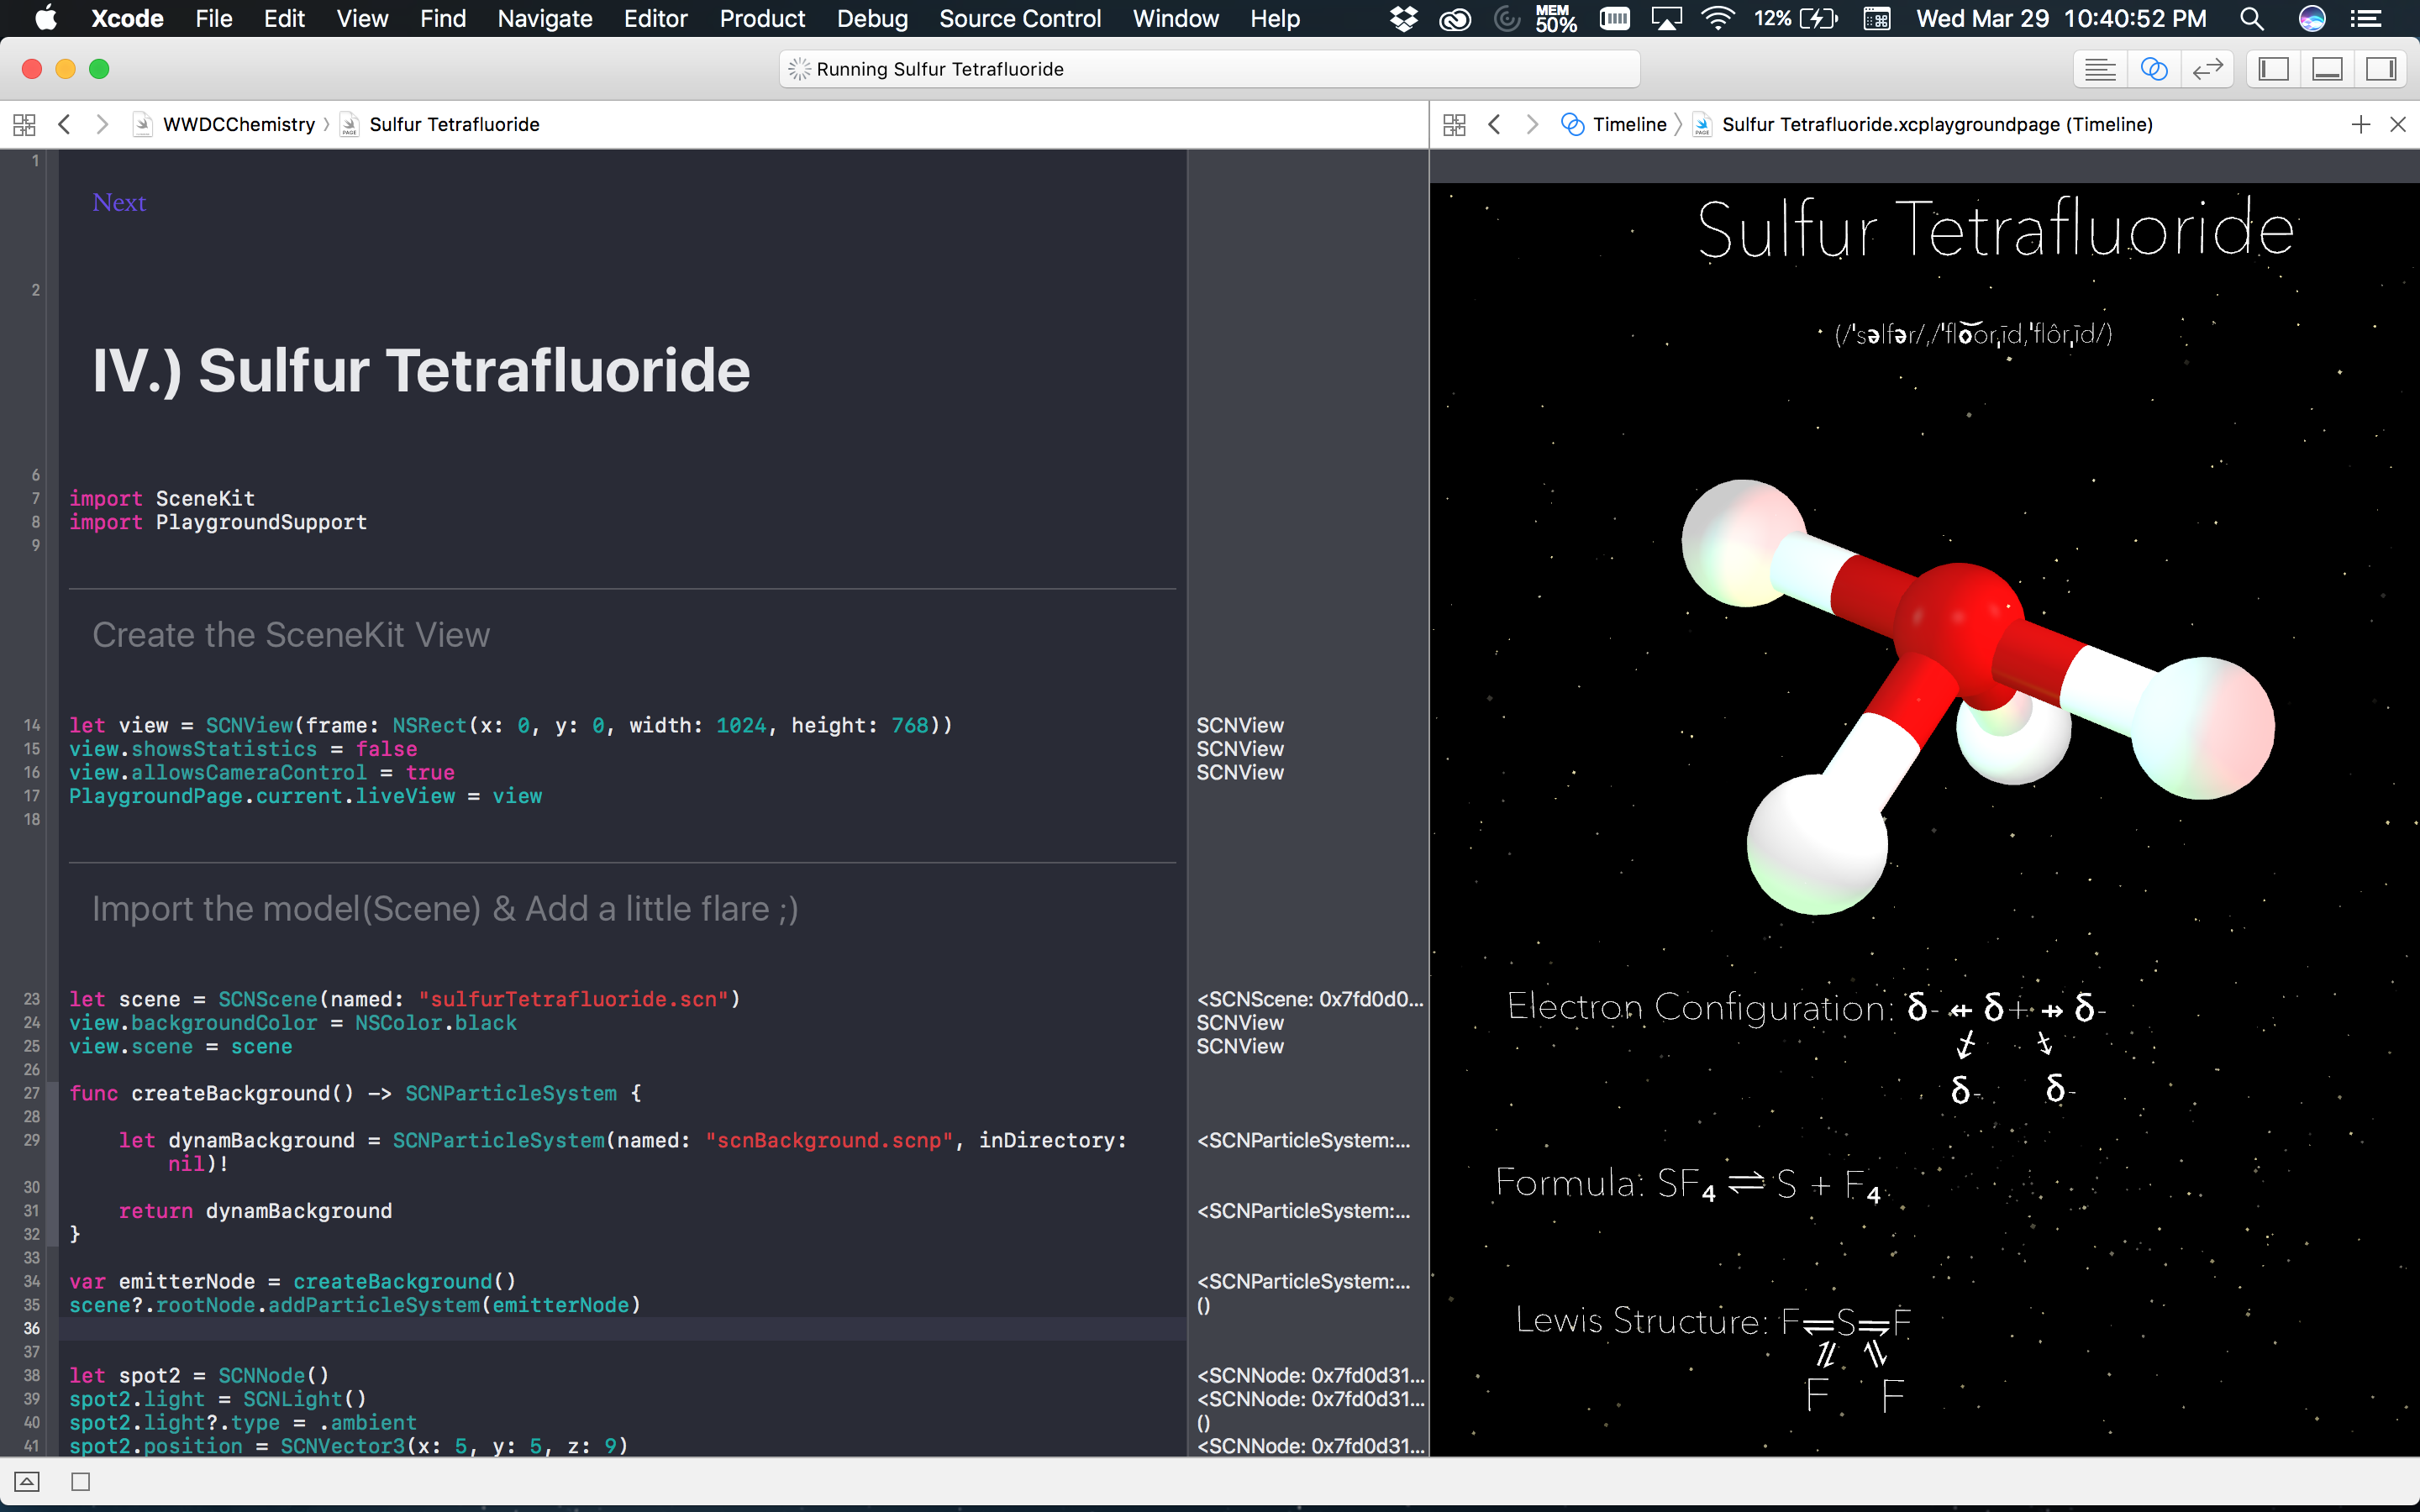 Xcode File Edit View Find Navigate Editor Product Debug Source Control Window Help MEM 50% 12% Wed Mar 29 10:40:52 PM
Running Sulfur Tetrafluoride
WWDCChemistry Sulfur Tetrafluoride
Timeline Sulfur Tetrafluoride.xcplaygroundpage (Timeline)
1
Next
2
IV.) Sulfur Tetrafluoride
6
7 import SceneKit
8 import PlaygroundSupport
9
Create the SceneKit View
14 let view = SCNView(frame: NSRect(x: 0, y: 0, width: 1024, height: 768)) SCNView
15 view.showsStatistics = false SCNView
16 view.allowsCameraControl = true SCNView
17 PlaygroundPage.current.liveView = view
18
Import the model(Scene) & Add a little flare ;)
23 let scene = SCNScene(named: "sulfurTetrafluoride.scn") <SCNScene: 0x7fd0d0...
24 view.backgroundColor = NSColor.black SCNView
25 view.scene = scene SCNView
26
27 func createBackground() -> SCNParticleSystem {
28
29 let dynamBackground = SCNParticleSystem(named: "scnBackground.scnp", inDirectory: <SCNParticleSystem:...
nil)!
30
31 return dynamBackground <SCNParticleSystem:...
32 }
33
34 var emitterNode = createBackground() <SCNParticleSystem:...
35 scene?.rootNode.addParticleSystem(emitterNode) ()
36
37
38 let spot2 = SCNNode() <SCNNode: 0x7fd0d31...
39 spot2.light = SCNLight() <SCNNode: 0x7fd0d31...
40 spot2.light?.type = .ambient ()
41 spot2.position = SCNVector3(x: 5, y: 5, z: 9) <SCNNode: 0x7fd0d31...
Sulfur Tetrafluoride
(/ˈsəlfər/,/ˈflo͝orˌīd,ˈflôrˌīd/)
Electron Configuration: δ- ⇷ δ+ ⇸ δ-
δ- δ-
Formula: SF₄ ⇌ S + F₄
Lewis Structure: F⇌S⇌F
⇌ ⇌
F F